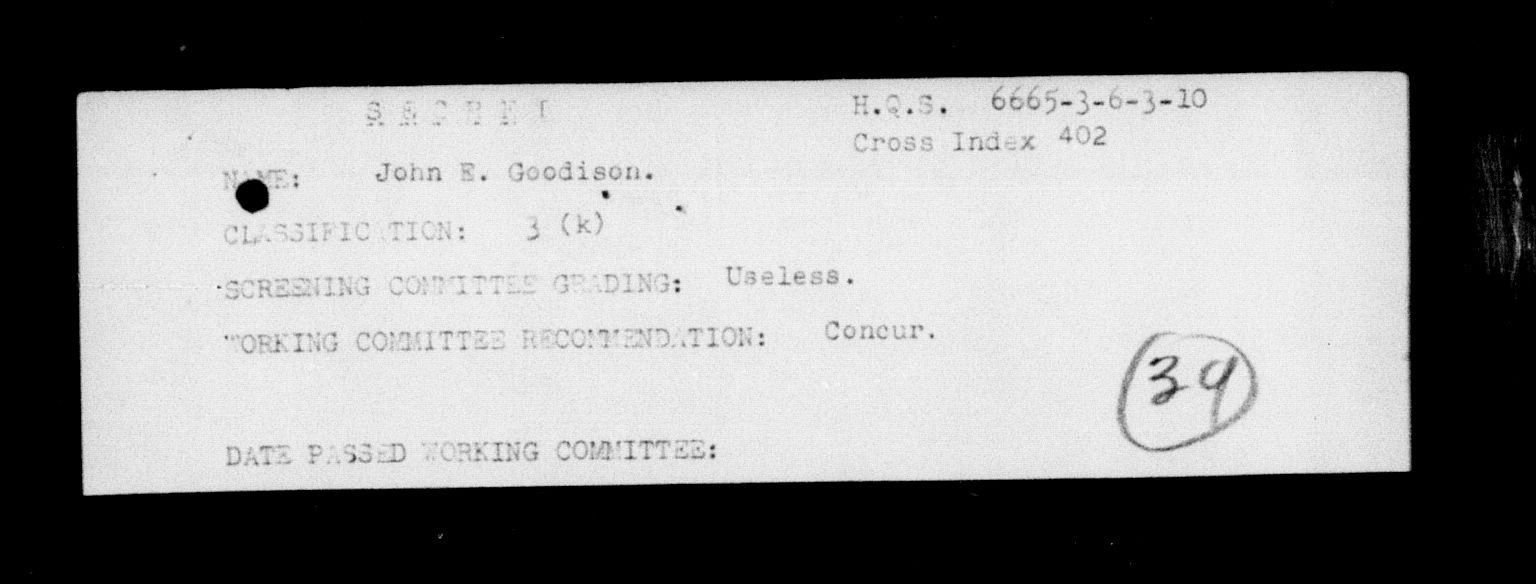 SECRET
H.Q.S. 6665-3-6-3-10
Cross Index 402
NAME: John E. Goodison.
CLASSIFICATION: 3 (k)
SCREENING COMMITTEE GRADING: Useless.
WORKING COMMITTEE RECOMMENDATION: Concur.
39
DATE PASSED WORKING COMMITTEE: